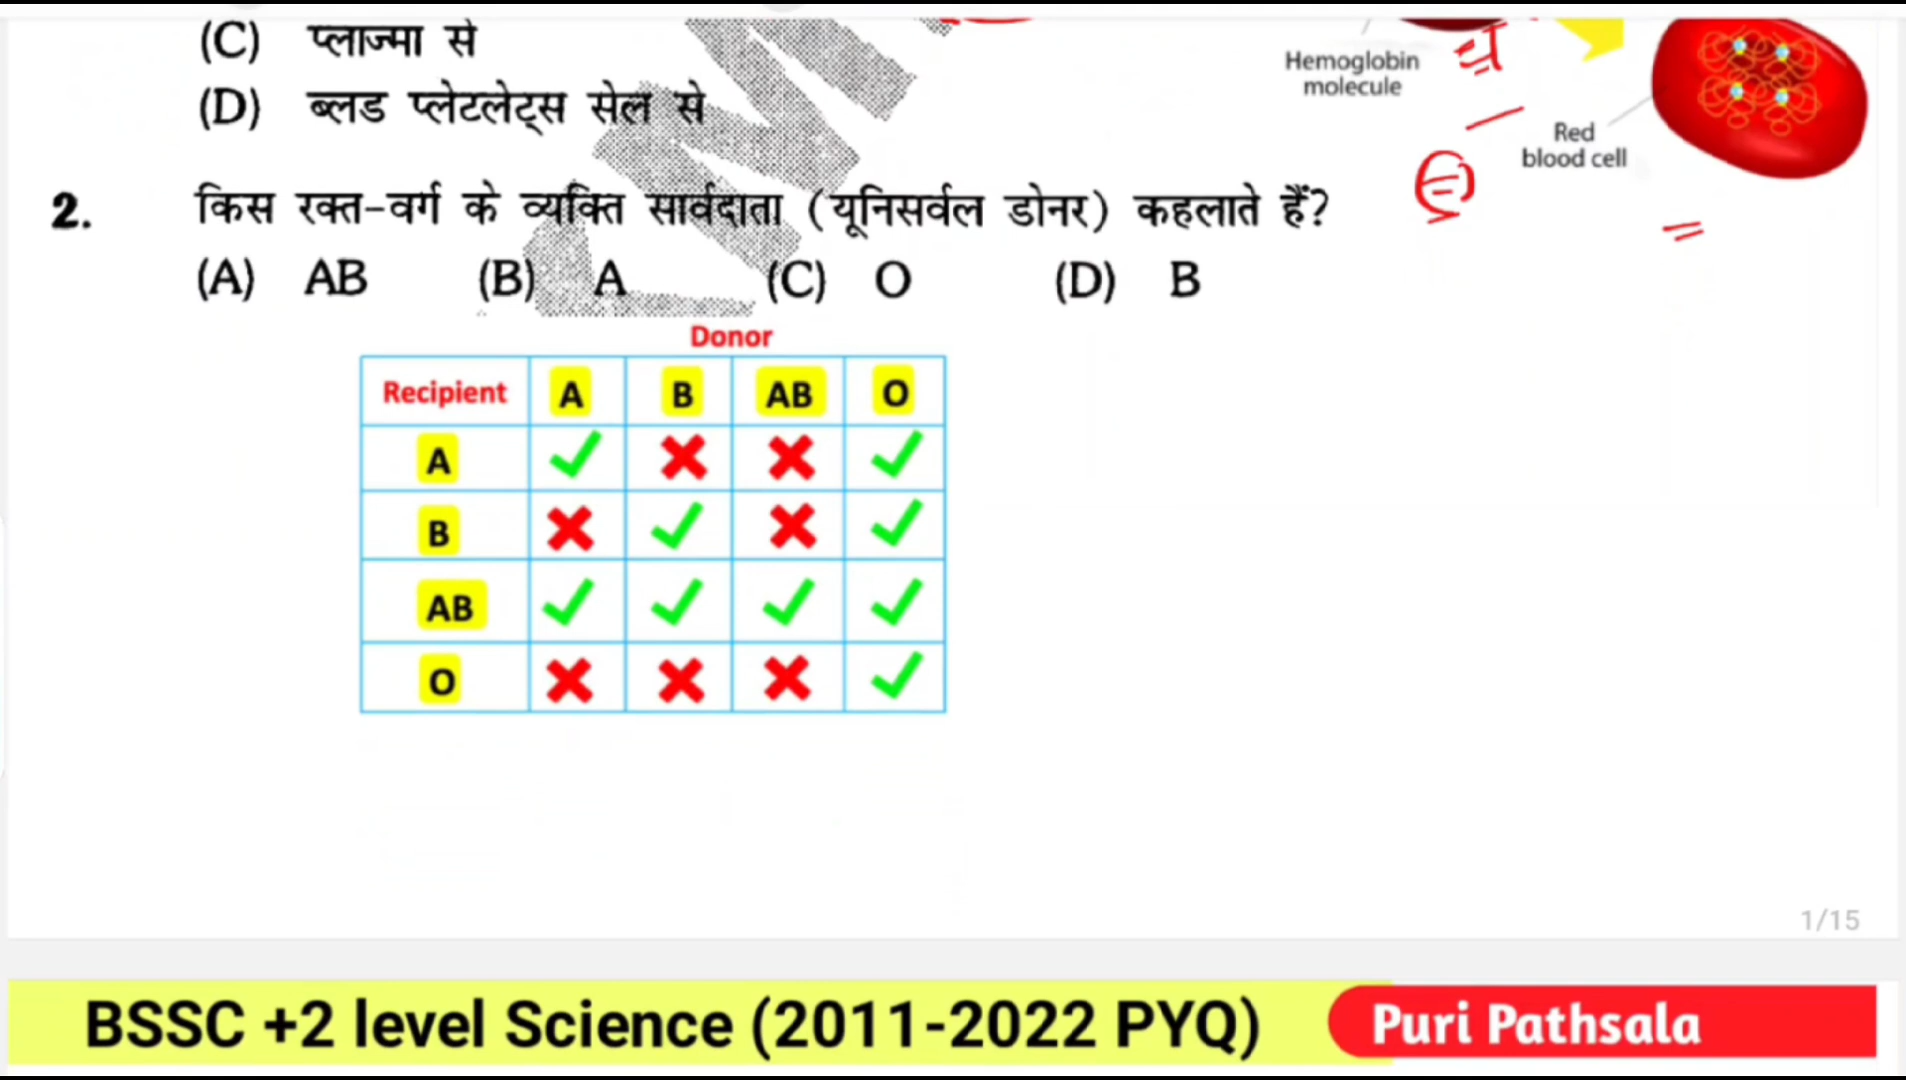 (C) प्लाज्मा से
(D) ब्लड प्लेटलेट्स सेल से
Hemoglobin
molecule
Red
blood cell
2. किस रक्त-वर्ग के व्यक्ति सार्वदाता (यूनिसर्वल डोनर) कहलाते हैं?
(A) AB (B) A (C) O (D) B
Donor
Recipient A B AB O
A
B
AB
O
1/15
BSSC +2 level Science (2011-2022 PYQ) Puri Pathsala